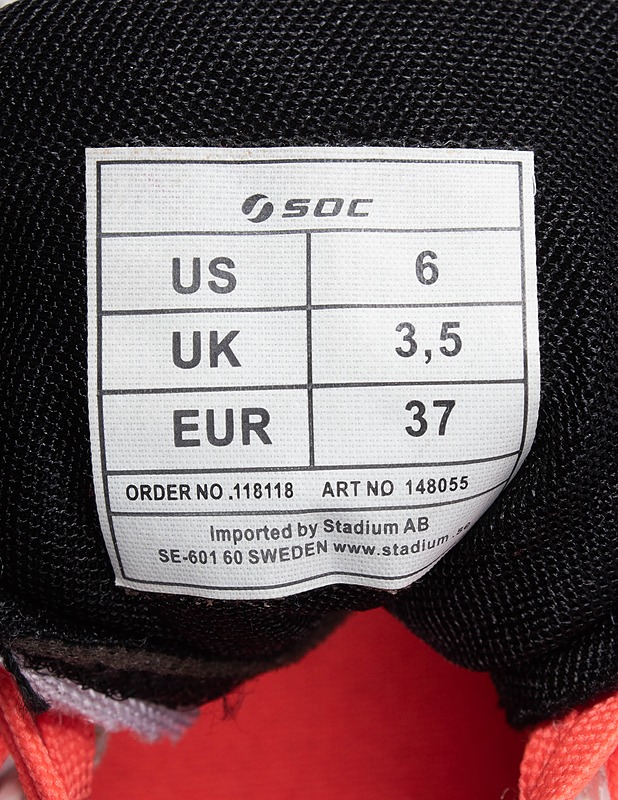 SOC
US 6
UK 3,5
EUR 37
ORDER NO .118118 ART NO 148055
Imported by Stadium AB
SE-601 60 SWEDEN www.stadium.se